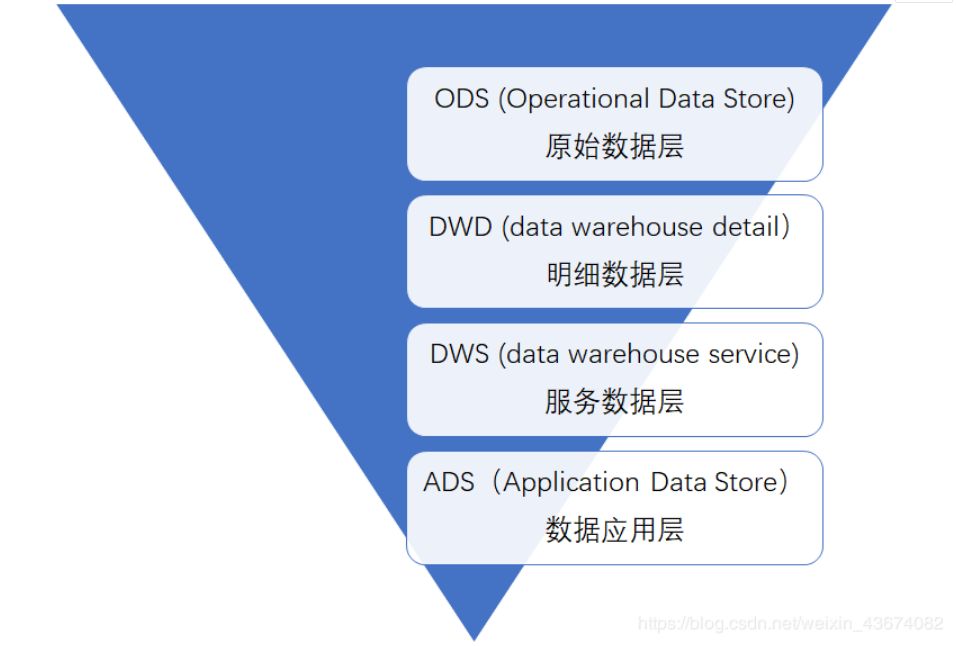 ODS (Operational Data Store)
原始数据层
DWD (data warehouse detail）
明细数据层
DWS (data warehouse service)
服务数据层
ADS（Application Data Store）
数据应用层
https://blog.csdn.net/weixin_43674082